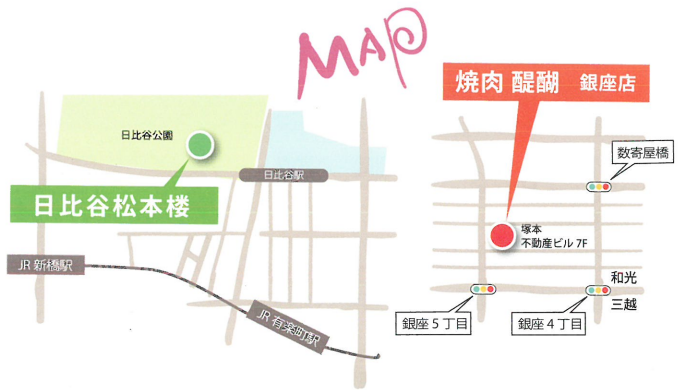 MAP
日比谷公園
日比谷駅
日比谷松本楼
JR 新橋駅
JR 有楽町駅
焼肉 醍醐 銀座店
数寄屋橋
塚本
不動産ビル 7F
和光
三越
銀座5丁目
銀座4丁目